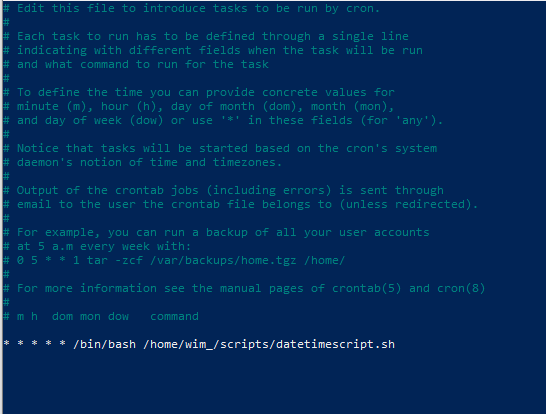 # Edit this file to introduce tasks to be run by cron.
#
# Each task to run has to be defined through a single line
# indicating with different fields when the task will be run
# and what command to run for the task
#
# To define the time you can provide concrete values for
# minute (m), hour (h), day of month (dom), month (mon),
# and day of week (dow) or use '*' in these fields (for 'any').
#
# Notice that tasks will be started based on the cron's system
# daemon's notion of time and timezones.
#
# Output of the crontab jobs (including errors) is sent through
# email to the user the crontab file belongs to (unless redirected).
#
# For example, you can run a backup of all your user accounts
# at 5 a.m every week with:
# 0 5 * * 1 tar -zcf /var/backups/home.tgz /home/
#
# For more information see the manual pages of crontab(5) and cron(8)
#
# m h  dom mon dow   command
* * * * * /bin/bash /home/wim_/scripts/datetimescript.sh